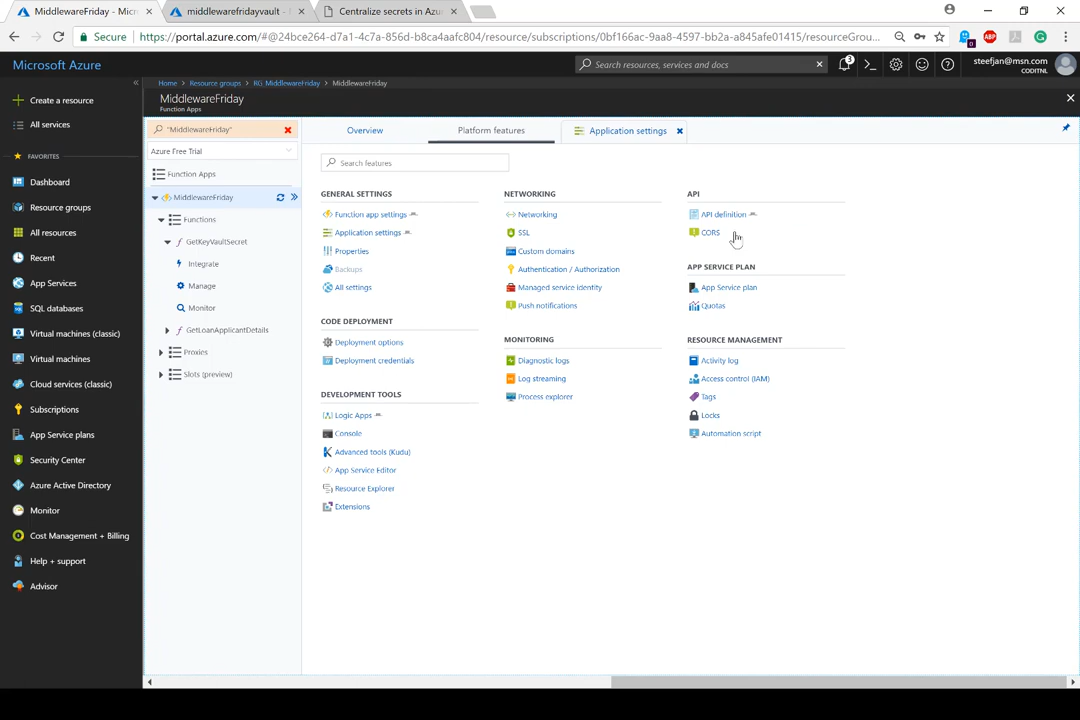 MiddlewareFriday - Micr
middlewarefridayvault -
Centralize secrets in Azu
Secure
https://portal.azure.com/#@24bce264-d7a1-4c7a-856d-b8ca4aafc804/resource/subscriptions/0bf166ac-9aa8-4597-bb2a-a845afe01415/resourceGrou...
0
ABP
Microsoft Azure
Search resources, services and docs
3
steefjan@msn.com
CODITNL
Create a resource
All services
FAVORITES
Dashboard
Resource groups
All resources
Recent
App Services
SQL databases
Virtual machines (classic)
Virtual machines
Cloud services (classic)
Subscriptions
App Service plans
Security Center
Azure Active Directory
Monitor
Cost Management + Billing
Help + support
Advisor
Home
Resource groups
RG_MiddlewareFriday
MiddlewareFriday
MiddlewareFriday
Function Apps
"MiddlewareFriday"
Azure Free Trial
Function Apps
MiddlewareFriday
Functions
GetKeyVaultSecret
Integrate
Manage
Monitor
GetLoanApplicantDetails
Proxies
Slots (preview)
Overview
Platform features
Application settings
Search features
GENERAL SETTINGS
Function app settings
Application settings
Properties
Backups
All settings
CODE DEPLOYMENT
Deployment options
Deployment credentials
DEVELOPMENT TOOLS
Logic Apps
Console
Advanced tools (Kudu)
App Service Editor
Resource Explorer
Extensions
NETWORKING
Networking
SSL
Custom domains
Authentication / Authorization
Managed service identity
Push notifications
MONITORING
Diagnostic logs
Log streaming
Process explorer
API
API definition
CORS
APP SERVICE PLAN
App Service plan
Quotas
RESOURCE MANAGEMENT
Activity log
Access control (IAM)
Tags
Locks
Automation script